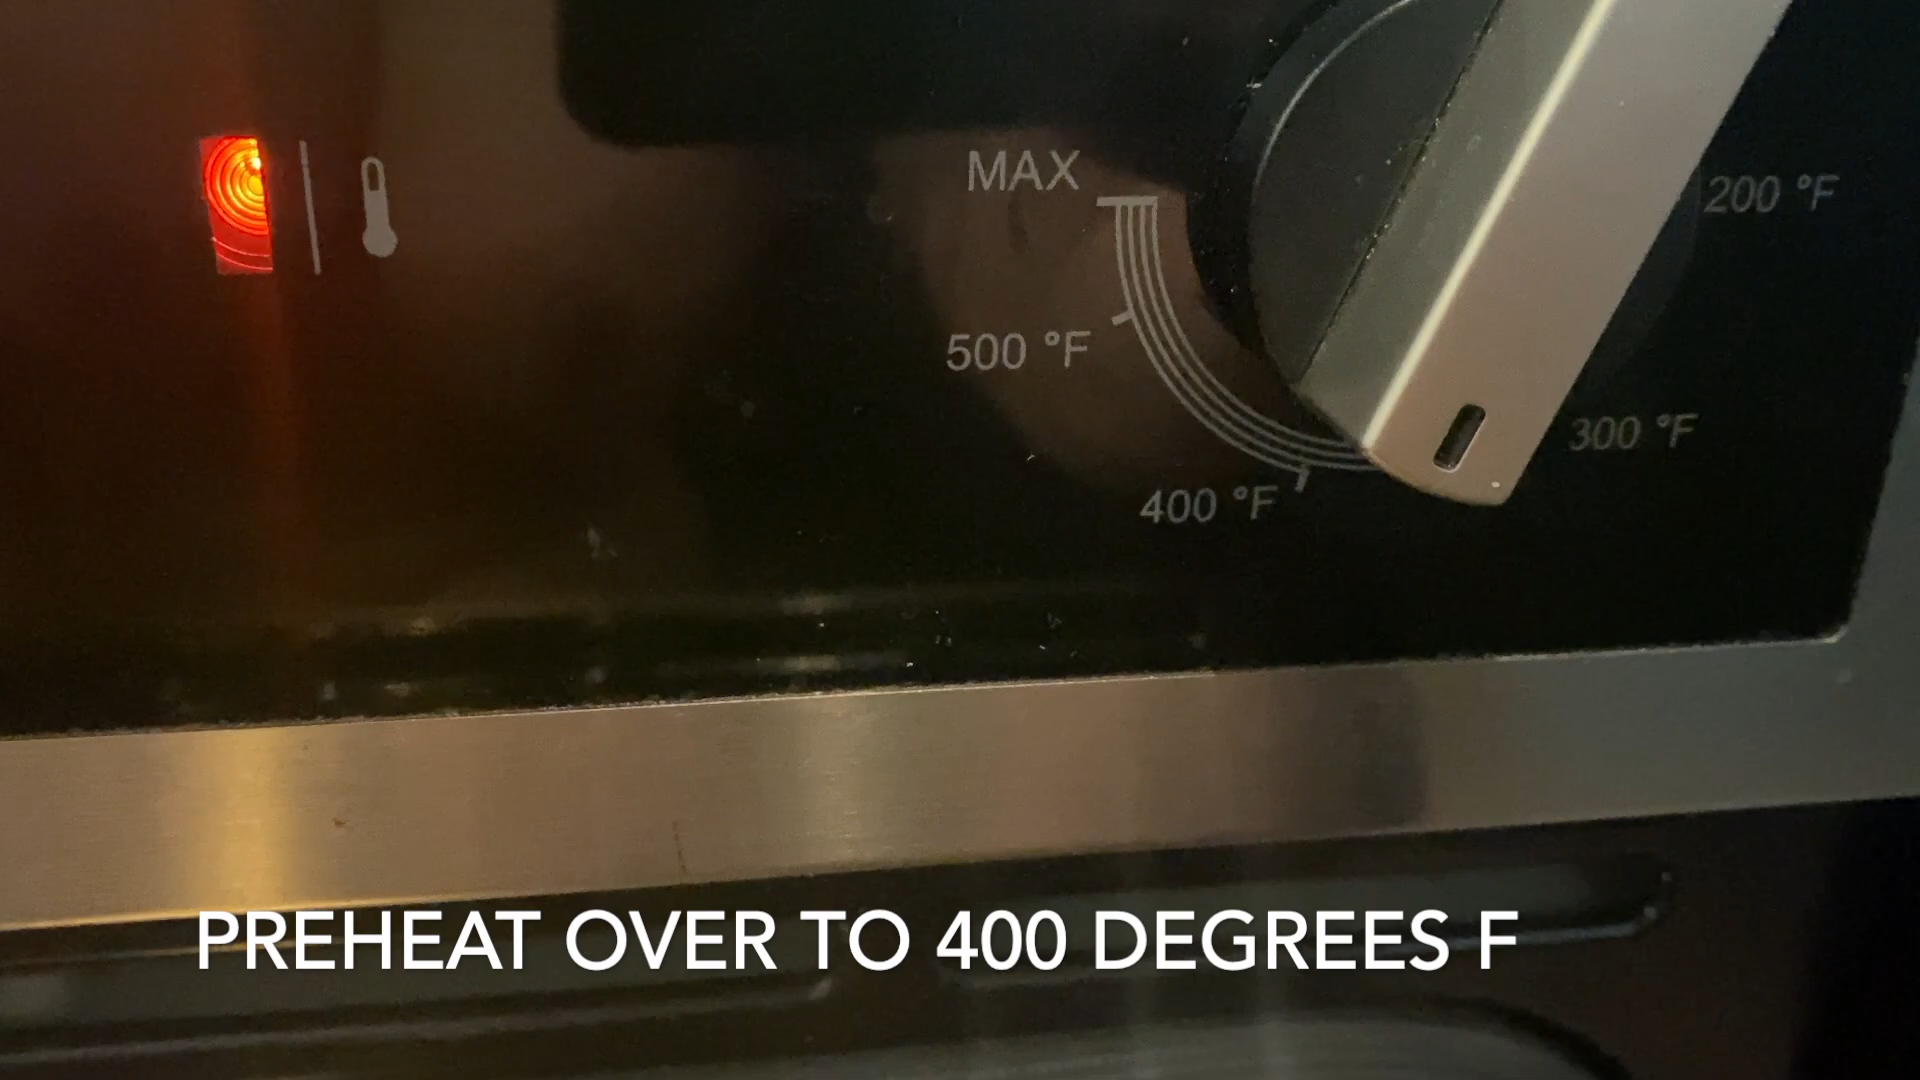 MAX
200 °F
500 °F
300 °F
400 °F
PREHEAT OVER TO 400 DEGREES F